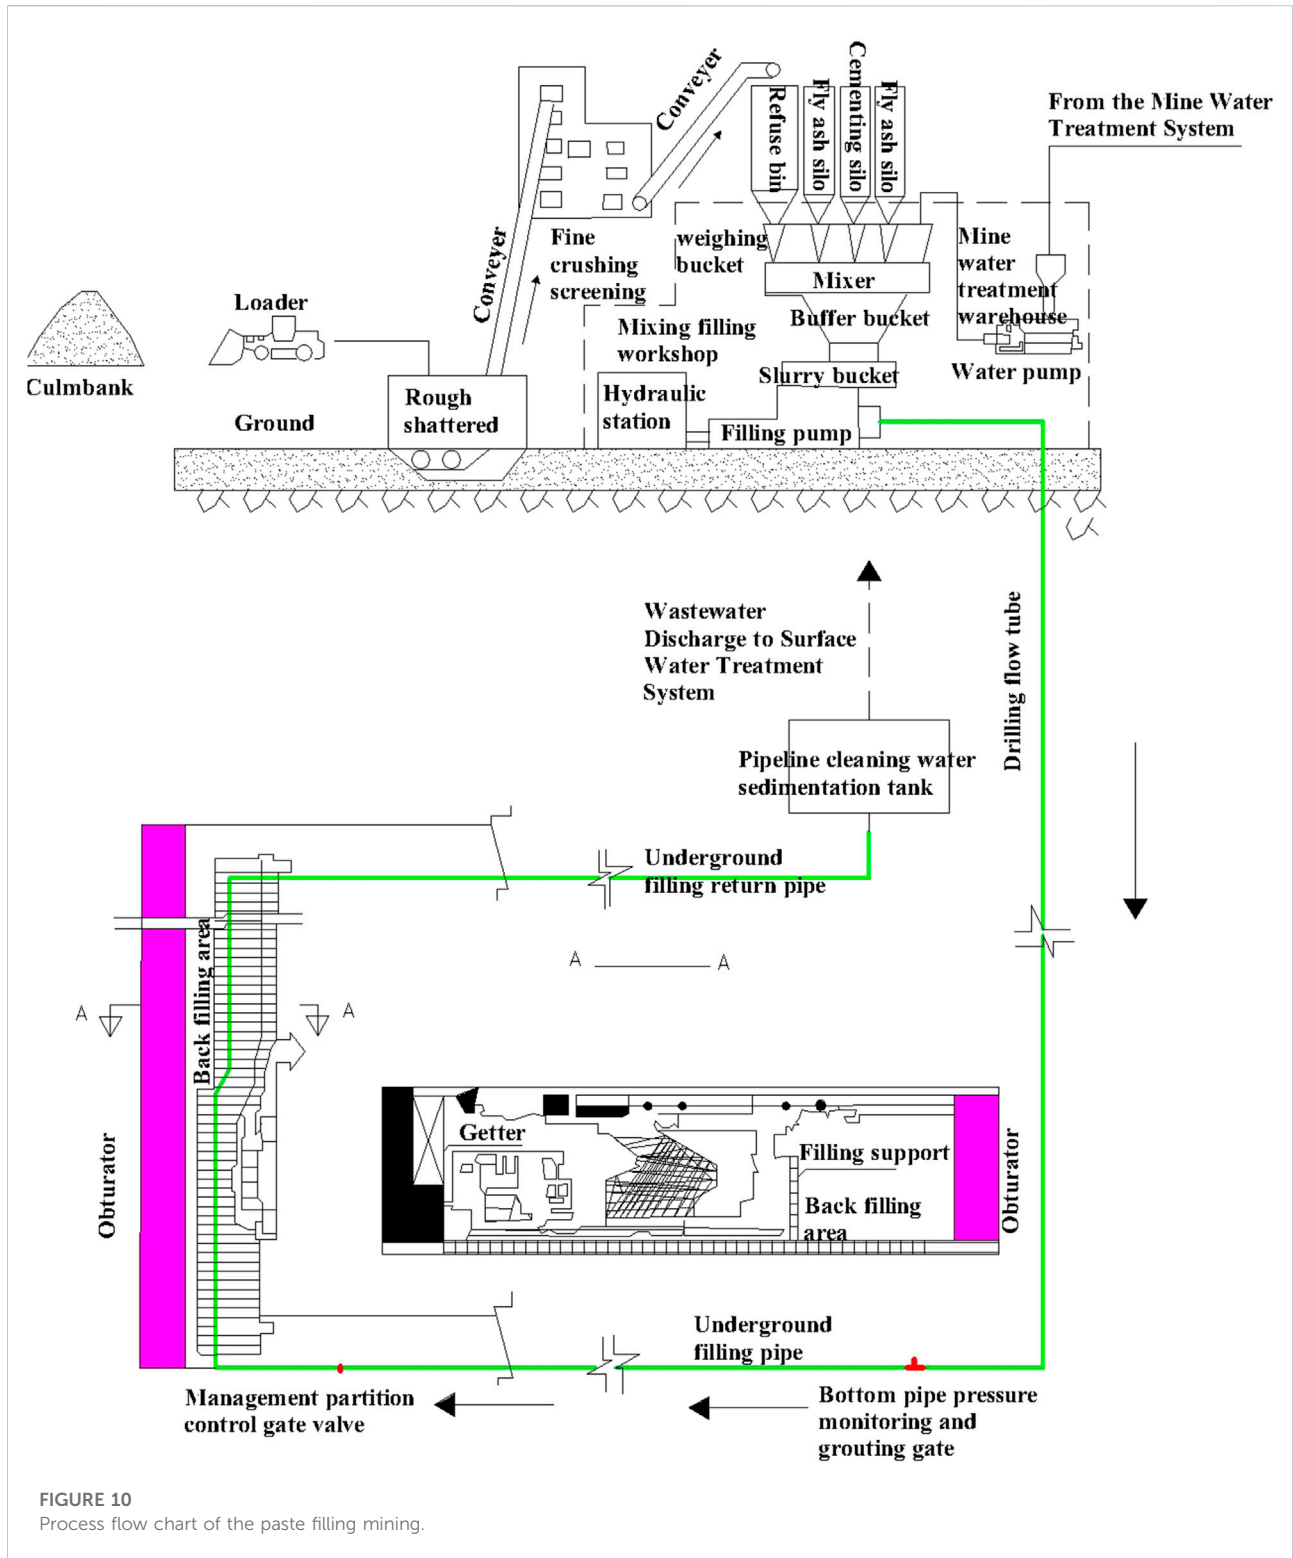 Conveyer
Refuse bin
Fly ash silo
Cementing silo
Fly ash silo
From the Mine Water
Treatment System
Conveyer
Fine
crushing
screening
weighing
bucket
Mixer
Mine
water
treatment
warehouse
Loader
Mixing filling
workshop
Buffer bucket
Water pump
Culmbank
Rough
shattered
Hydraulic
station
Slurry bucket
Ground
Filling pump
Wastewater
Discharge to Surface
Water Treatment
System
Drilling flow tube
Pipeline cleaning water
sedimentation tank
Underground
filling return pipe
Back filling area
A
A
A A
Obturator
Getter
Filling support
Back filling
area
Obturator
Underground
filling pipe
Management partition
control gate valve
Bottom pipe pressure
monitoring and
grouting gate
FIGURE 10
Process flow chart of the paste filling mining.